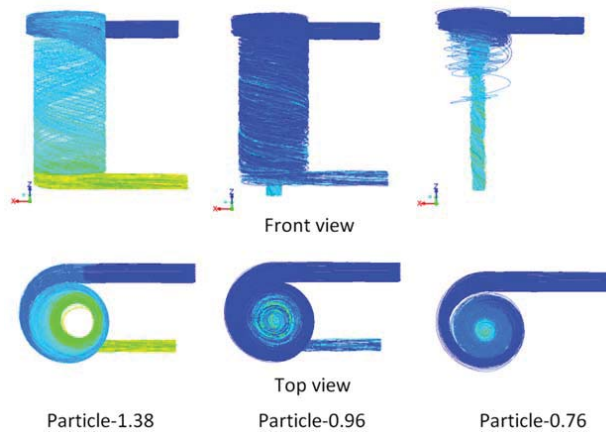 Z
X
Z
X
Z
X
Front view
Top view
Particle-1.38
Particle-0.96
Particle-0.76